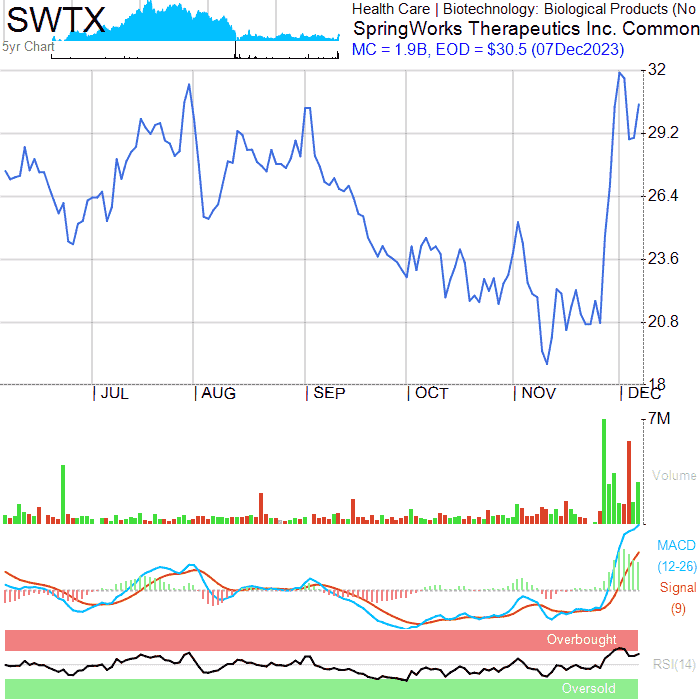 SWTX
5yr Chart
Health Care | Biotechnology: Biological Products (No
SpringWorks Therapeutics Inc. Common
MC = 1.9B, EOD = $30.5 (07Dec2023)
32
29.2
26.4
23.6
20.8
18
JUL AUG SEP OCT NOV DEC
7M
Volume
MACD
(12-26)
Signal
(9)
Overbought
RSI(14)
Oversold